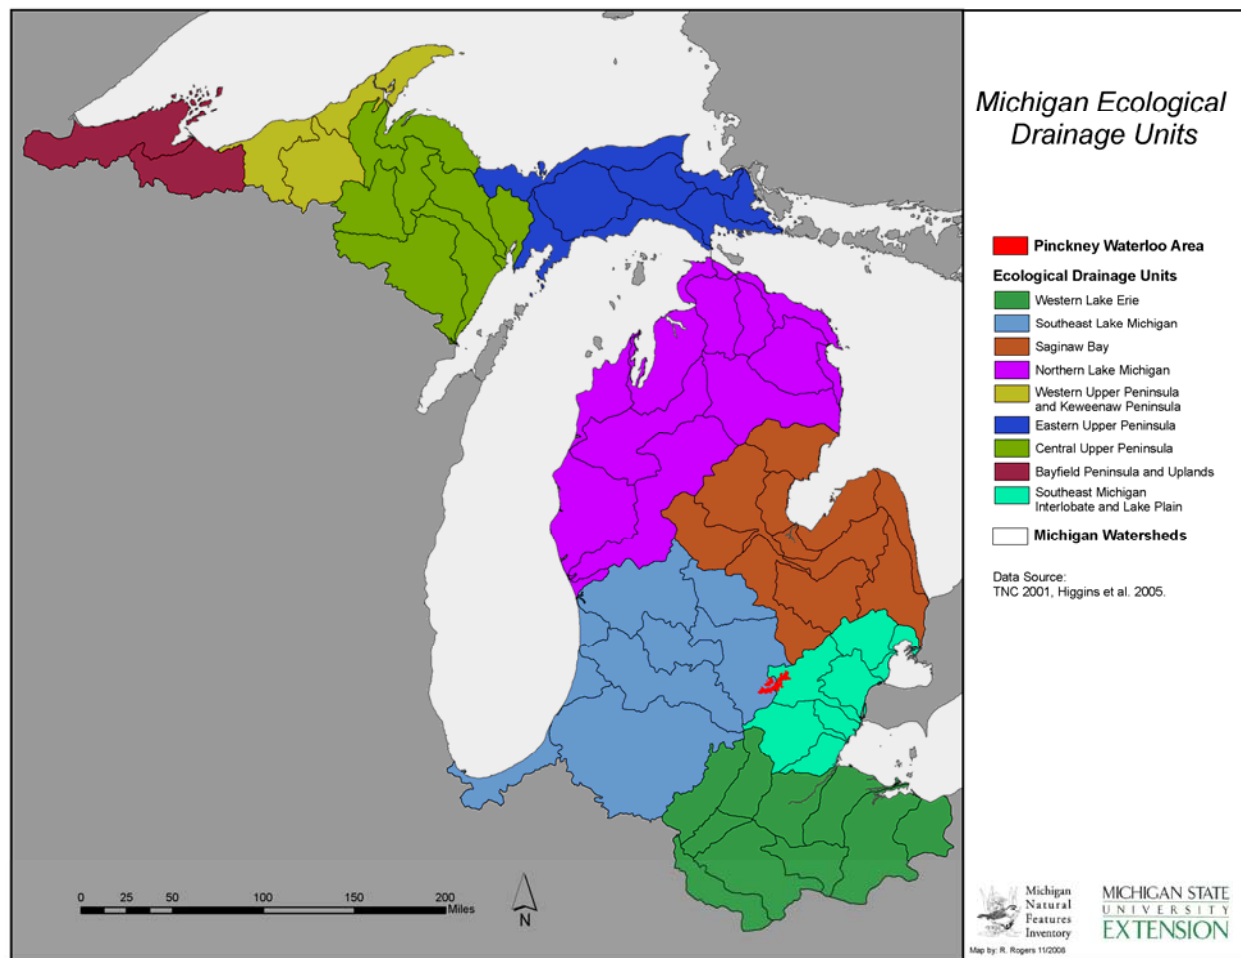 Michigan Ecological
Drainage Units
Pinckney Waterloo Area
Ecological Drainage Units
Western Lake Erie
Southeast Lake Michigan
Saginaw Bay
Northern Lake Michigan
Western Upper Peninsula
and Keweenaw Peninsula
Eastern Upper Peninsula
Central Upper Peninsula
Bayfield Peninsula and Uplands
Southeast Michigan
Interlobate and Lake Plain
Michigan Watersheds
Data Source:
TNC 2001, Higgins et al. 2005.
0 25 50 100 150 200
Miles
N
Michigan
Natural
Features
Inventory
MICHIGAN STATE
UNIVERSITY
EXTENSION
Map by: R. Rogers 11/2008